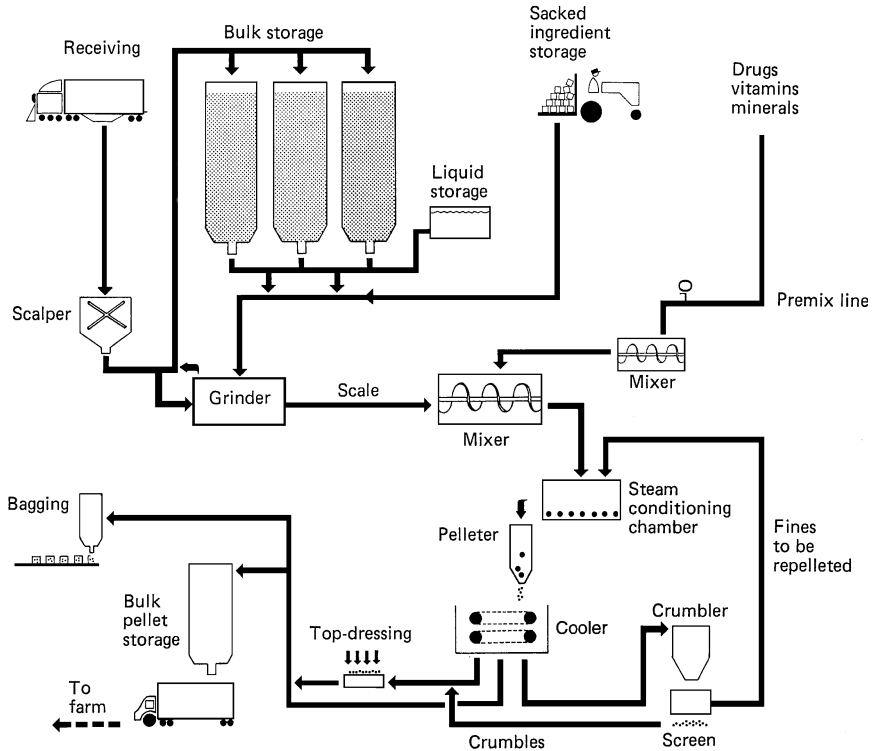 Receiving
Bulk storage
Sacked
ingredient
storage
Drugs
vitamins
minerals
Liquid
storage
Scalper
Premix line
Mixer
Grinder
Scale
Mixer
Steam
conditioning
chamber
Bagging
Pelleter
Fines
to be
repelleted
Bulk
pellet
storage
Top-dressing
Cooler
Crumbler
To
farm
Crumbles
Screen